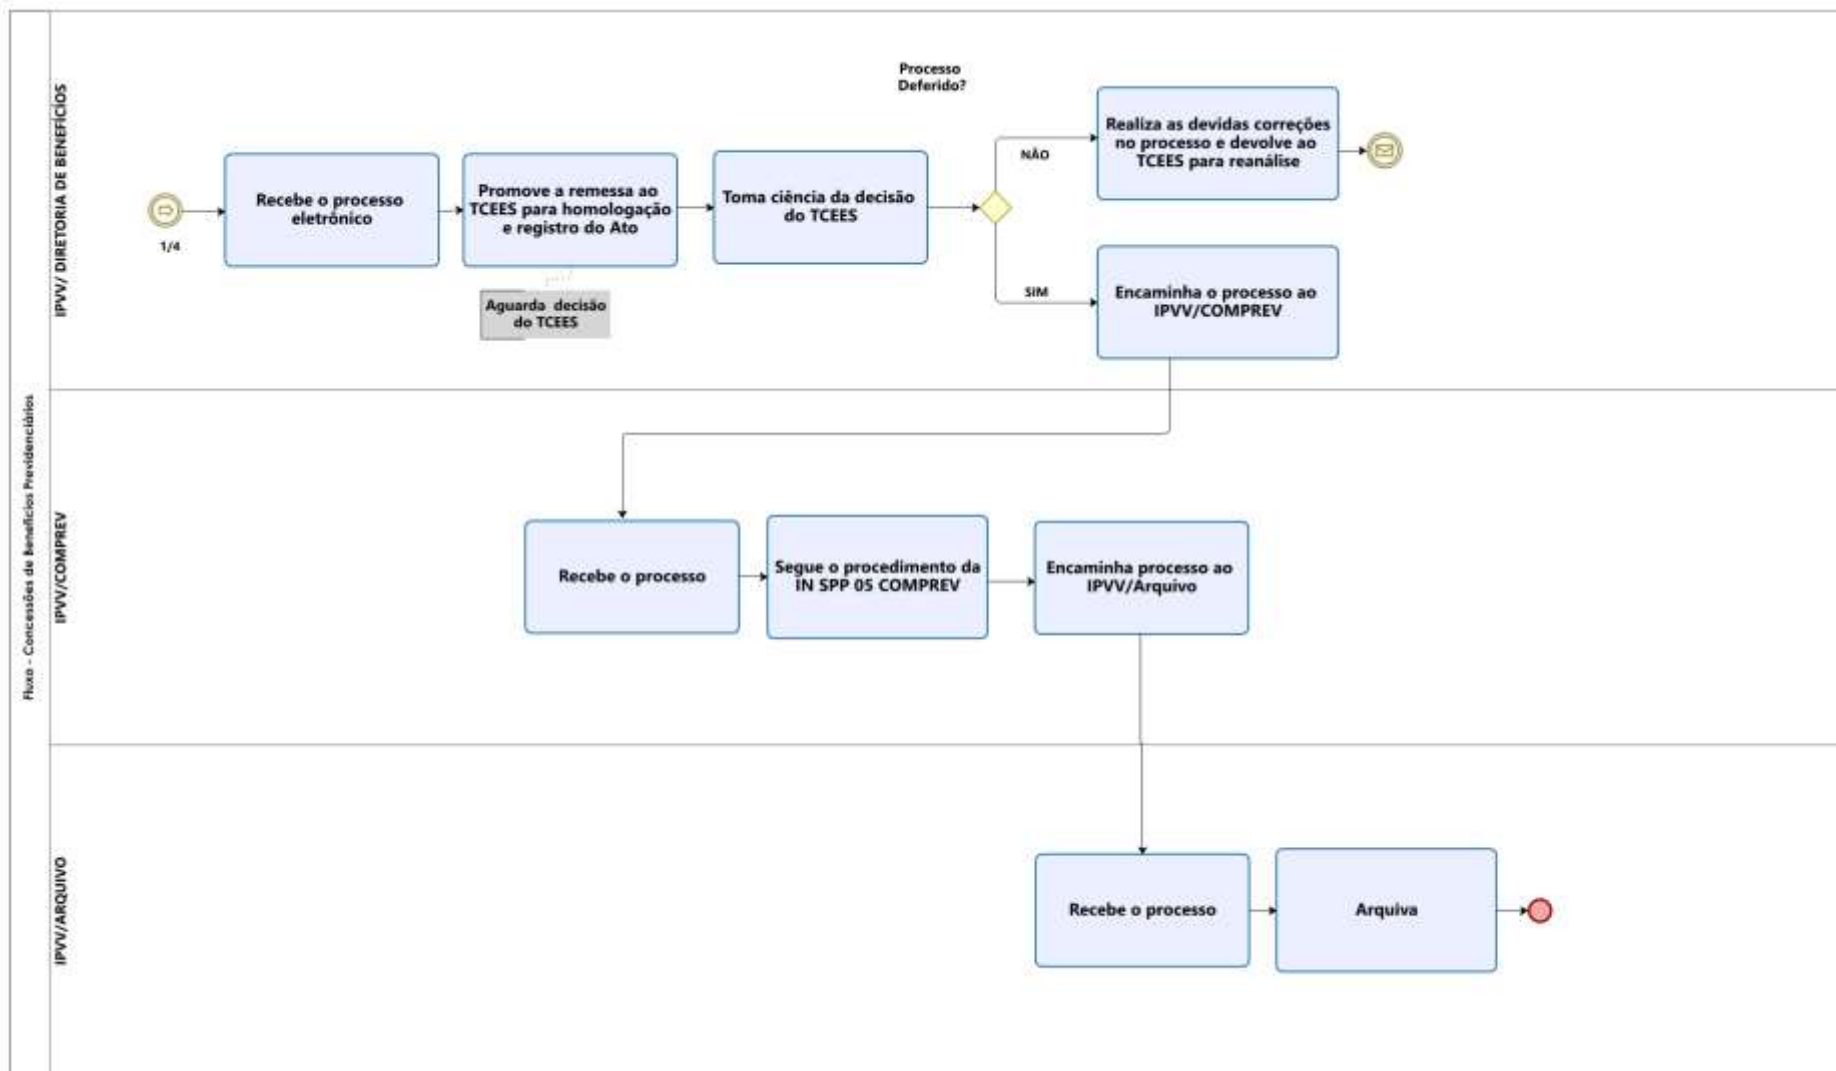 Fluxo - Concessões de Benefícios Previdenciários
IPVV/ DIRETORIA DE BENEFÍCIOS
Processo
Deferido?
1/4
Recebe o processo
eletrônico
Promove a remessa ao
TCEES para homologação
e registro do Ato
Aguarda decisão
do TCEES
Toma ciência da decisão
do TCEES
NÃO
Realiza as devidas correções
no processo e devolve ao
TCEES para reanálise
SIM
Encaminha o processo ao
IPVV/COMPREV
IPVV/COMPREV
Recebe o processo
Segue o procedimento da
IN SPP 05 COMPREV
Encaminha processo ao
IPVV/Arquivo
IPVV/ARQUIVO
Recebe o processo
Arquiva